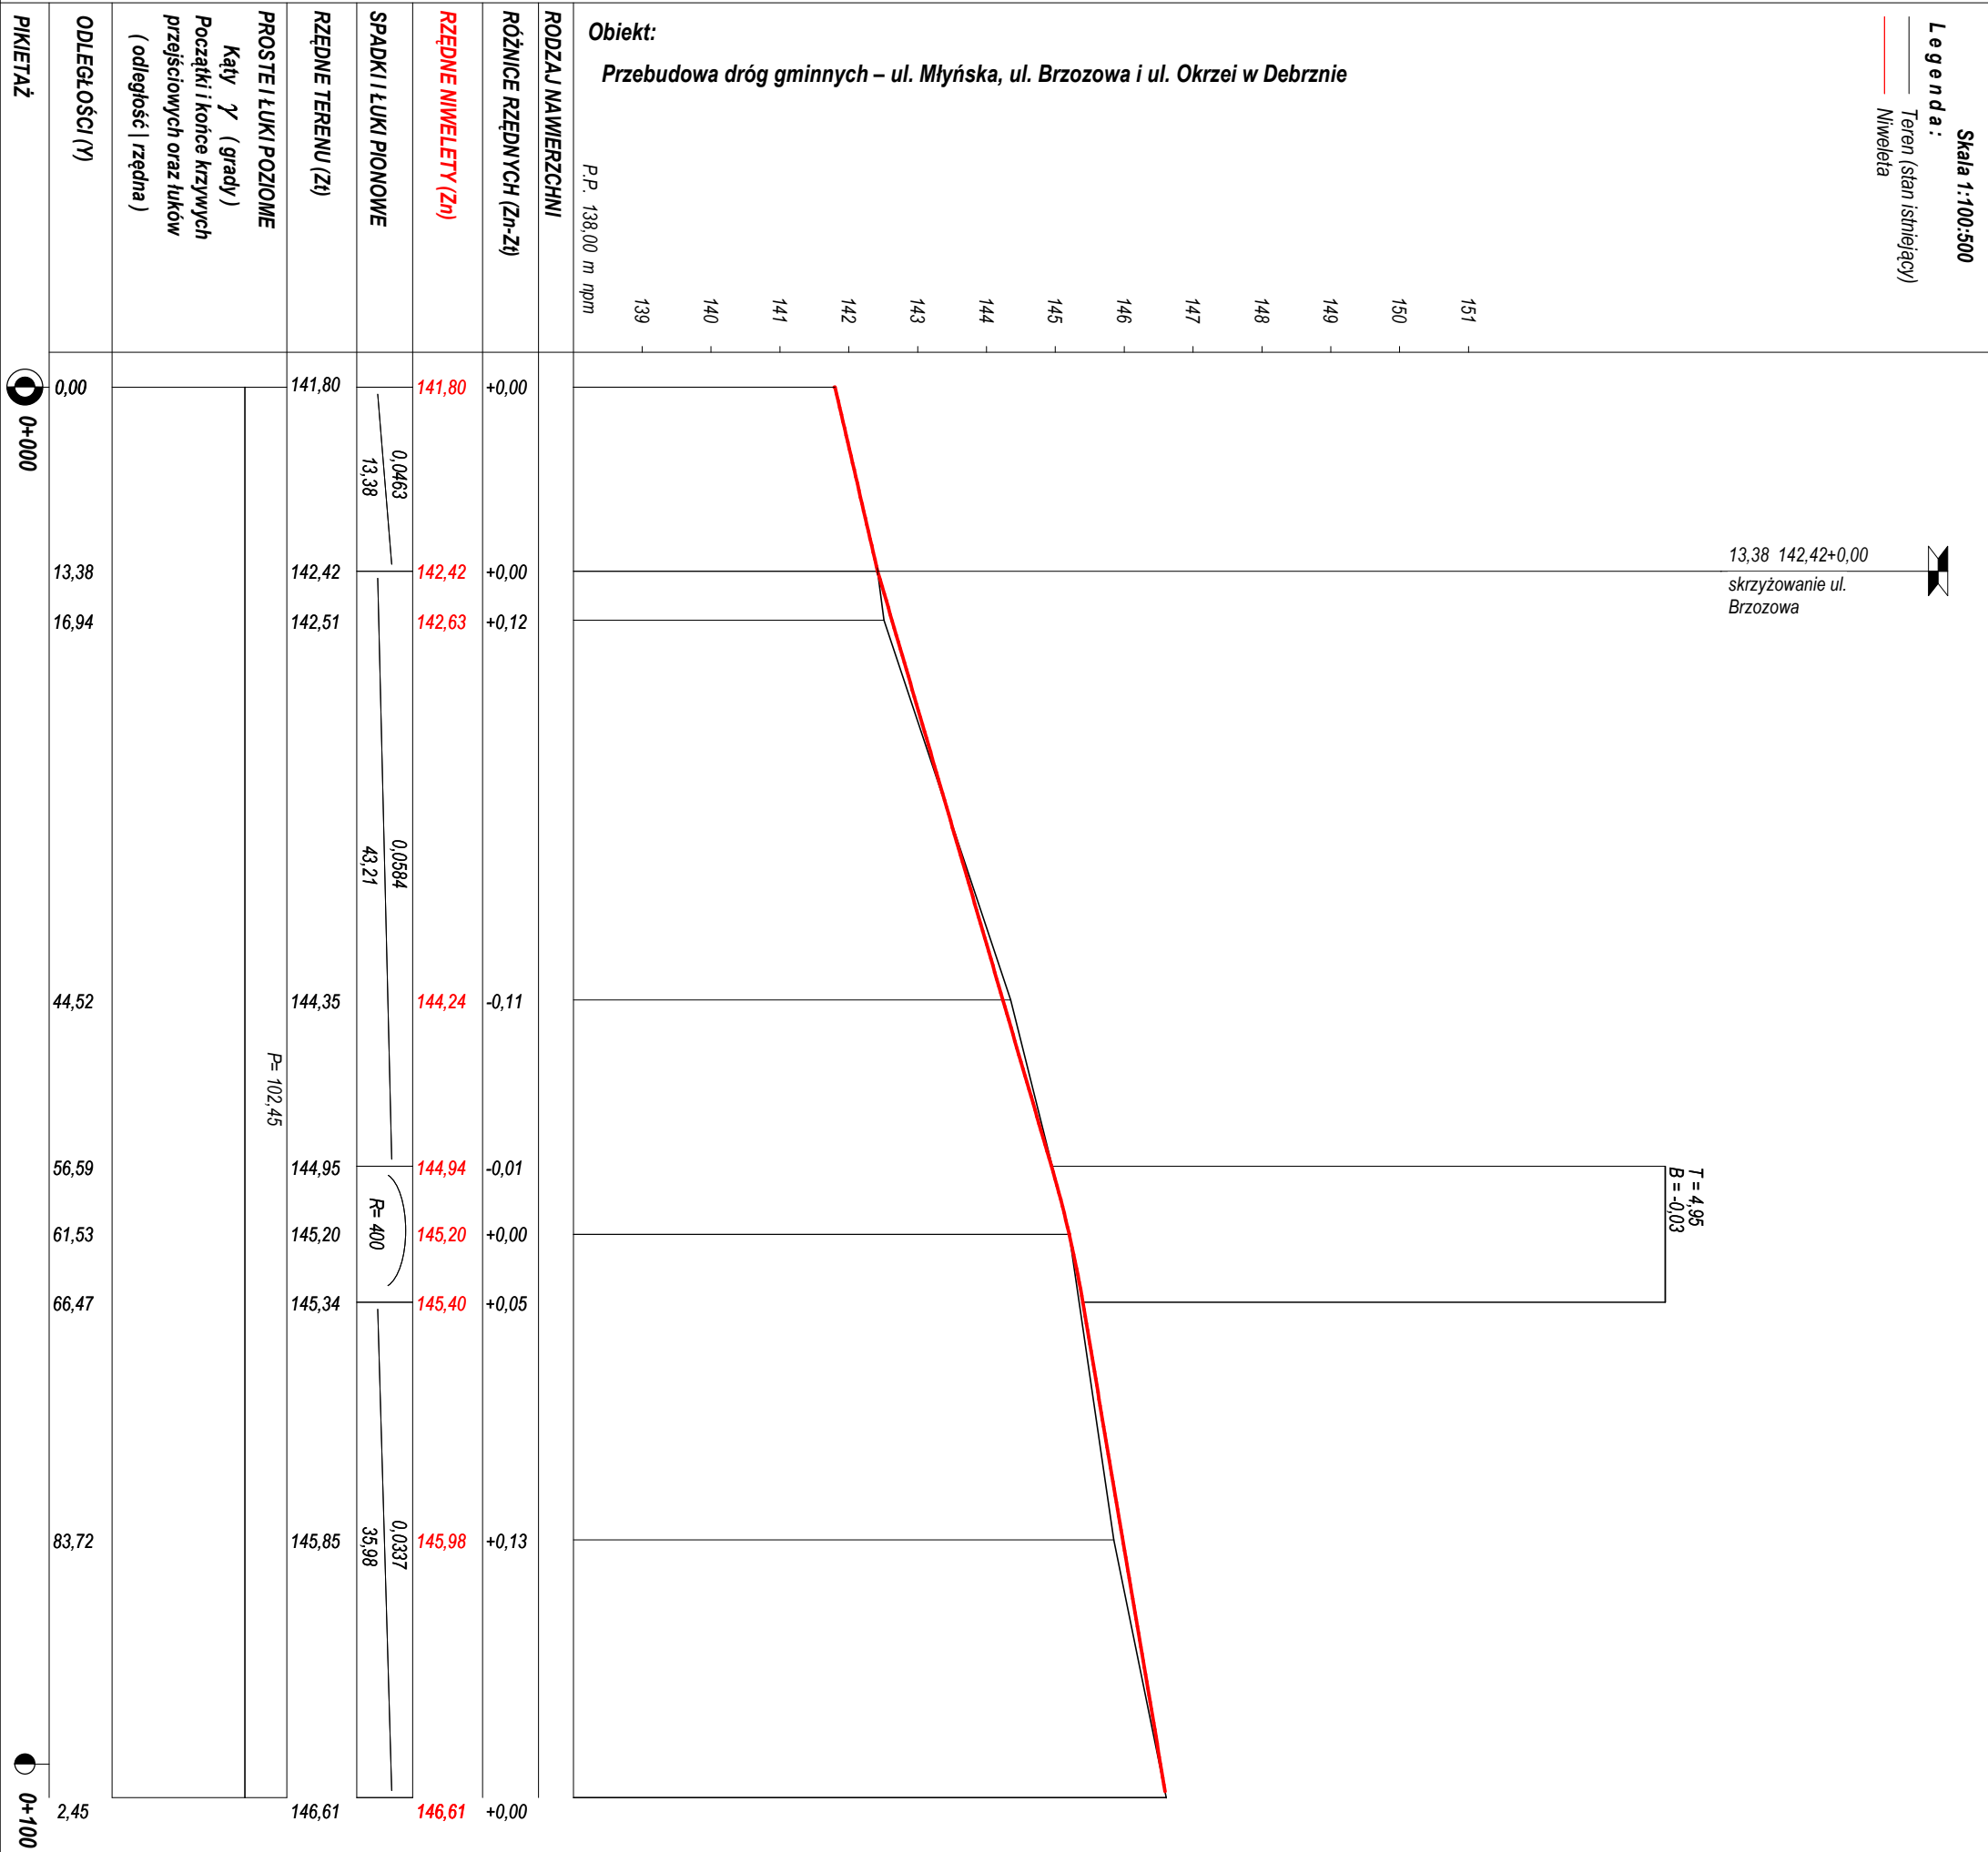 Skala 1:100:500
Legenda:
Teren (stan istniejący)
Niweleta
Obiekt:
Przebudowa dróg gminnych – ul. Młyńska, ul. Brzozowa i ul. Okrzei w Debrznie
13,38 142,42+0,00
skrzyżowanie ul.
Brzozowa
T = 4,95
B = -0,03
151
150
149
148
147
146
145
144
143
142
141
140
139
P.P. 138,00 m npm
RODZAJ NAWIERZCHNI
RÓŻNICE RZĘDNYCH (Zn-Zt)
+0,00
+0,00
+0,12
-0,11
-0,01
+0,00
+0,05
+0,13
+0,00
RZĘDNE NIWELETY (Zn)
141,80
142,42
142,63
144,24
144,94
145,20
145,40
145,98
146,61
SPADKI I ŁUKI PIONOWE
0,0463
13,38
0,0584
43,21
R= 400
0,0337
35,98
RZĘDNE TERENU (Zt)
141,80
142,42
142,51
144,35
144,95
145,20
145,34
145,85
146,61
PROSTE I ŁUKI POZIOME
Kąty γ (grady)
Początki i końce krzywych
przejściowych oraz łuków
( odległość | rzędna )
P= 102,45
ODLEGŁOŚCI (Y)
0,00
13,38
16,94
44,52
56,59
61,53
66,47
83,72
2,45
PIKIETAŻ
0+000
0+100